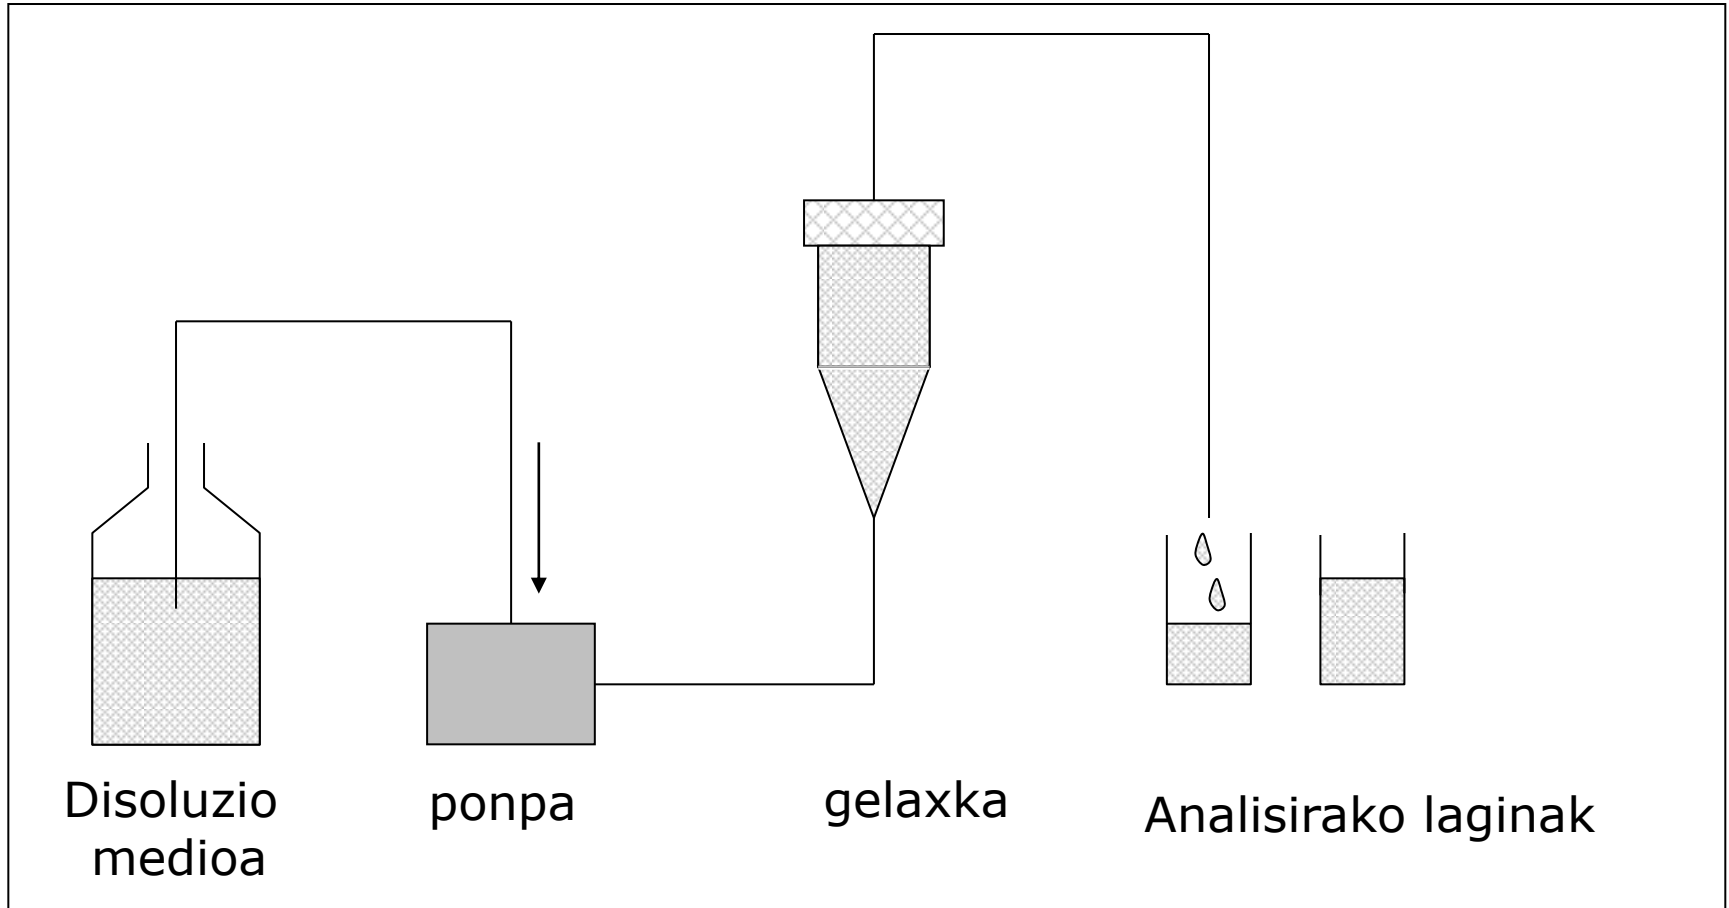 Disoluzio
medioa
ponpa
gelaxka
Analisirako laginak